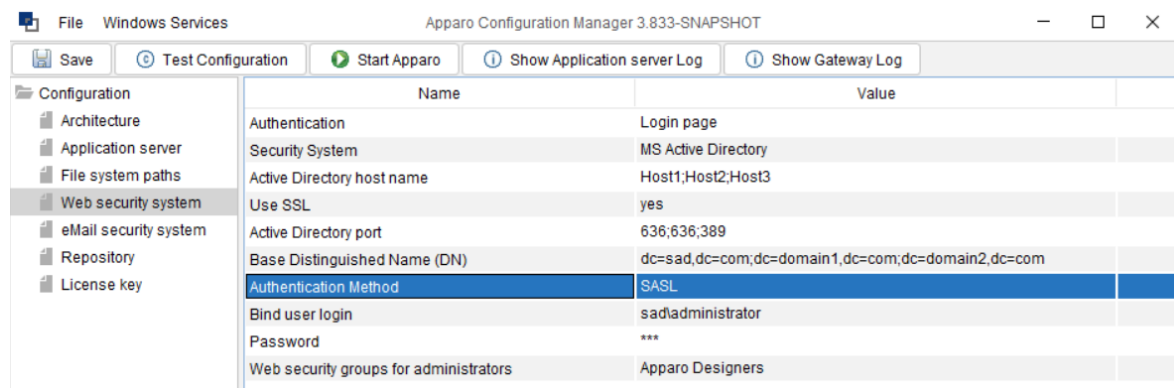 File Windows Services Apparo Configuration Manager 3.833-SNAPSHOT
Save Test Configuration Start Apparo Show Application server Log Show Gateway Log
Configuration
Architecture
Application server
File system paths
Web security system
eMail security system
Repository
License key
Name Value
Authentication Login page
Security System MS Active Directory
Active Directory host name Host1;Host2;Host3
Use SSL yes
Active Directory port 636;636;389
Base Distinguished Name (DN) dc=sad,dc=com;dc=domain1,dc=com;dc=domain2,dc=com
Authentication Method SASL
Bind user login sad\administrator
Password ***
Web security groups for administrators Apparo Designers